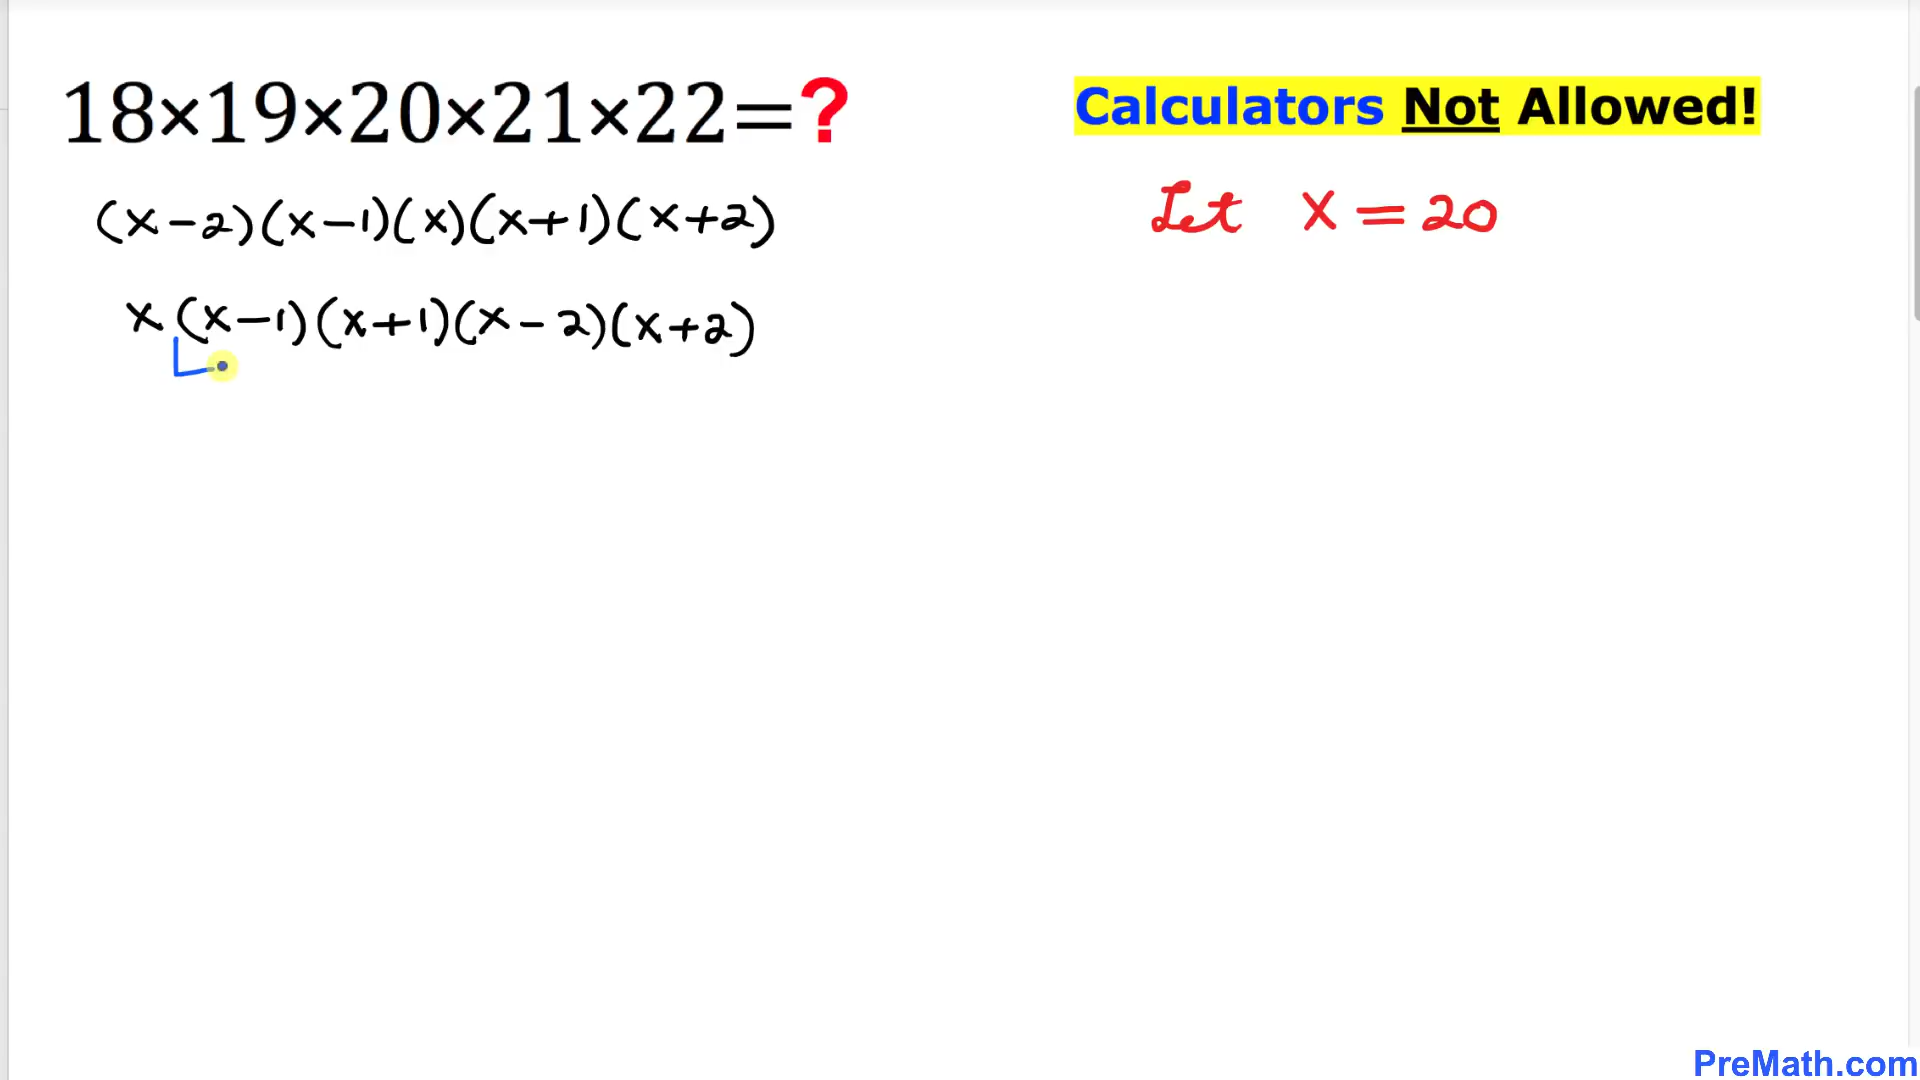 18×19×20×21×22=?
Calculators Not Allowed!
(x-2)(x-1)(x)(x+1)(x+2)
Let x=20
x(x-1)(x+1)(x-2)(x+2)
PreMath.com